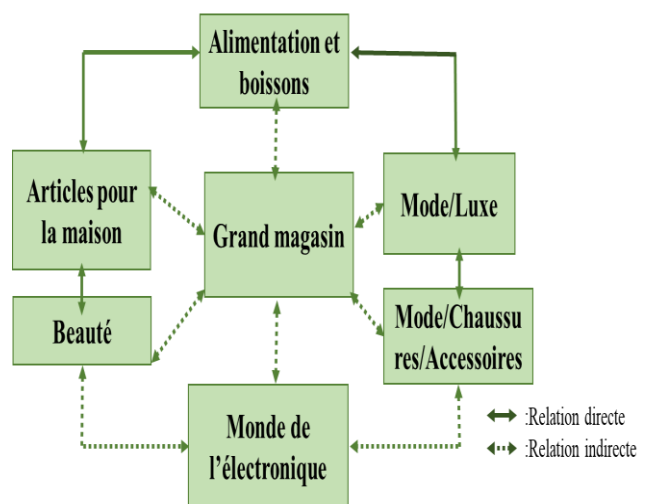 Alimentation et
boissons
Articles pour
la maison
Grand magasin
Mode/Luxe
Beauté
Mode/Chaussu
res/Accessoires
Monde de
l’électronique
:Relation directe
:Relation indirecte